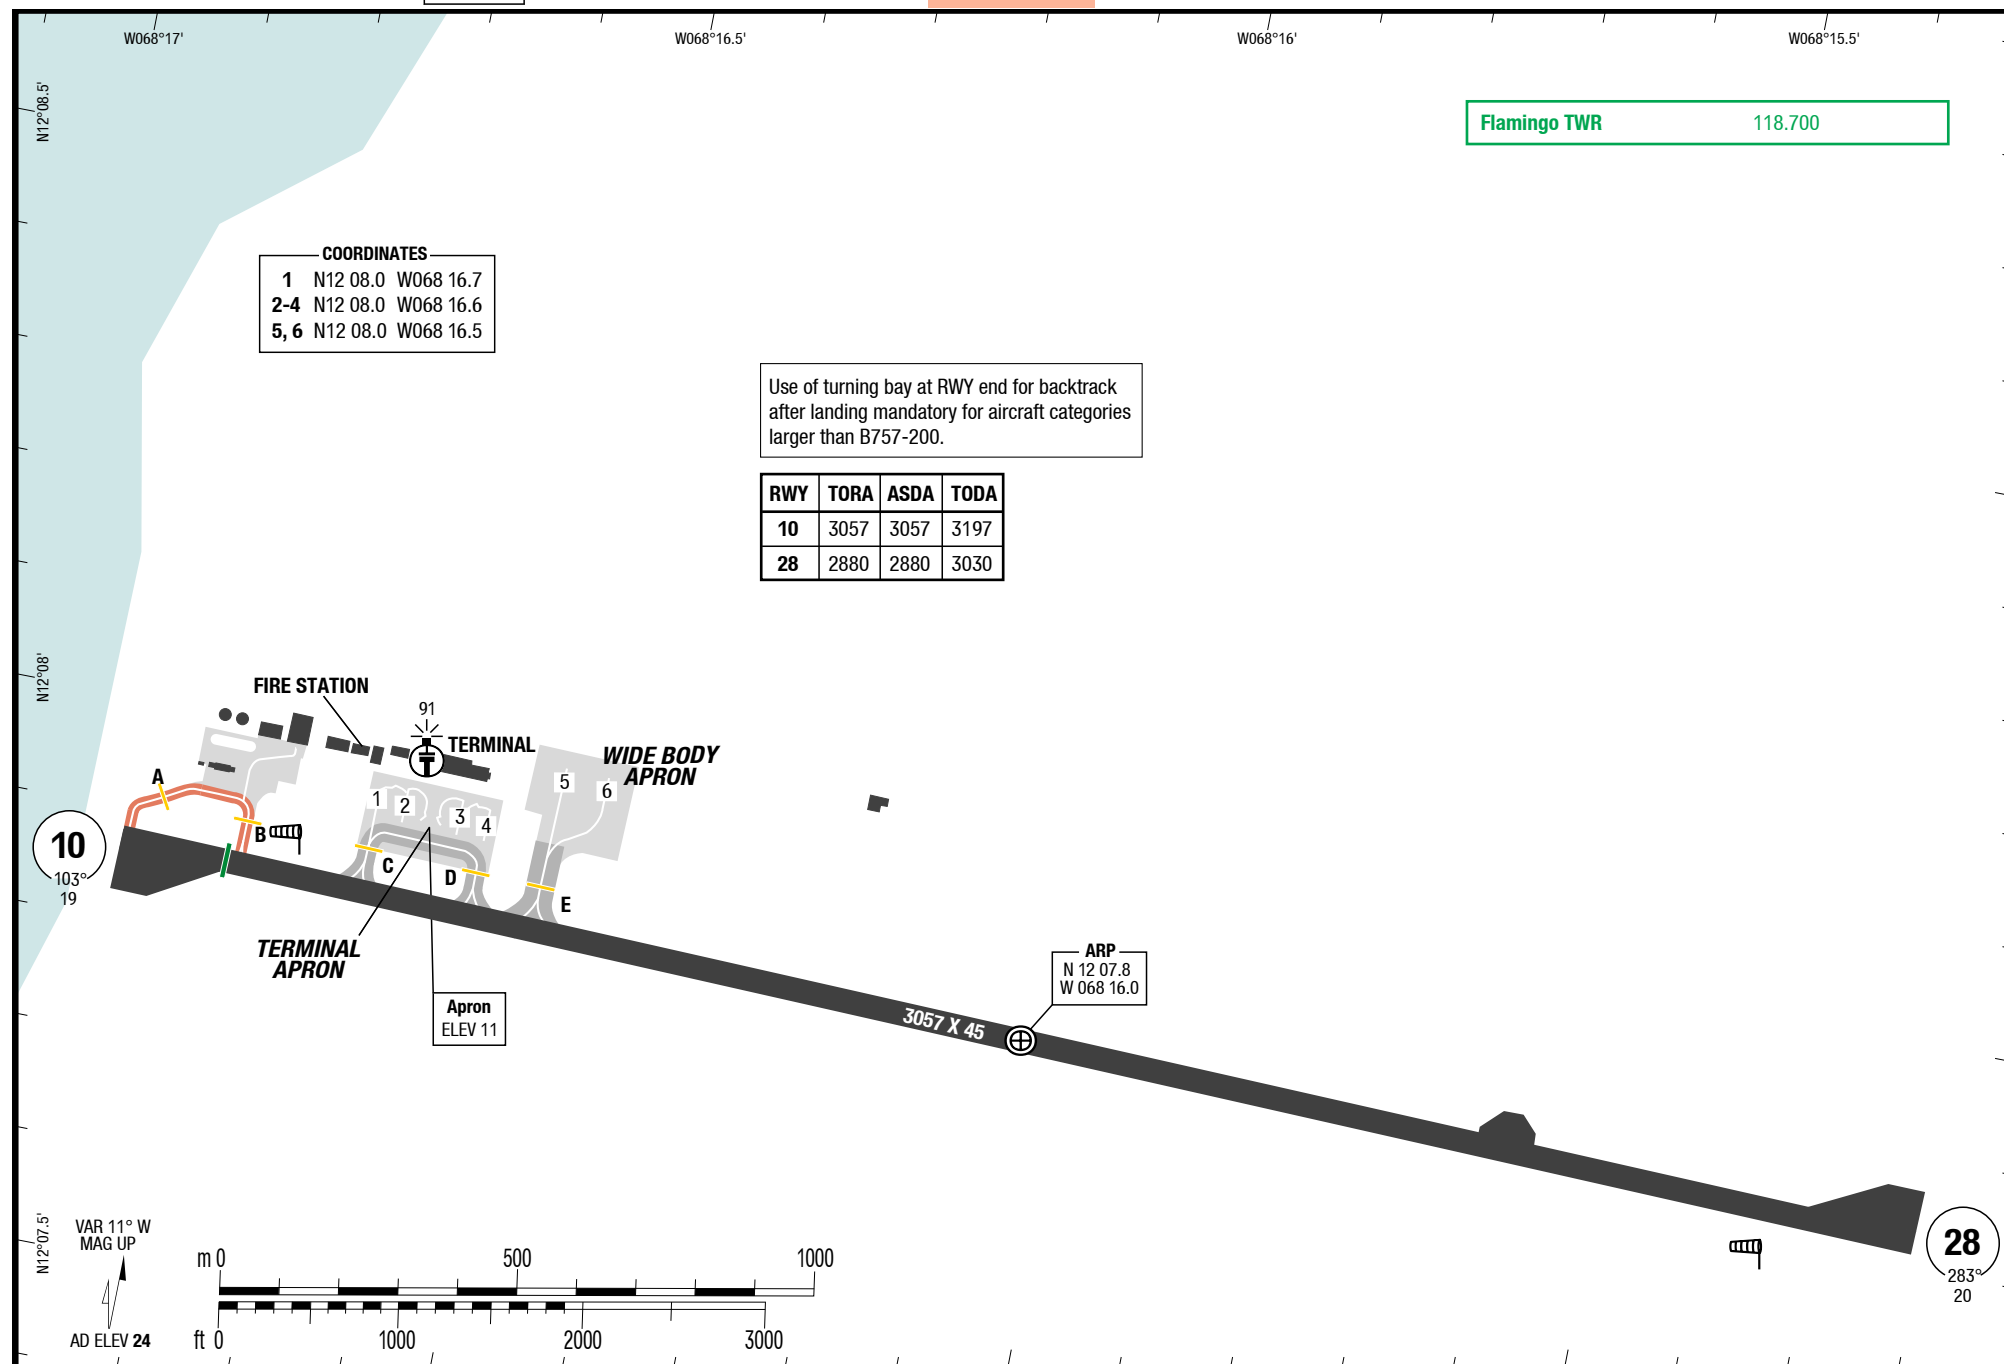 W068°17' W068°16.5' W068°16' W068°15.5'
N12°08.5'
Flamingo TWR 118.700
COORDINATES
1 N12 08.0 W068 16.7
2-4 N12 08.0 W068 16.6
5, 6 N12 08.0 W068 16.5
Use of turning bay at RWY end for backtrack
after landing mandatory for aircraft categories
larger than B757-200.
RWY TORA ASDA TODA
10 3057 3057 3197
28 2880 2880 3030
N12°08'
FIRE STATION
91
TERMINAL
WIDE BODY
APRON
A
B
C
D
E
1
2
3
4
5
6
10
103°
19
TERMINAL
APRON
Apron
ELEV 11
ARP
N 12 07.8
W 068 16.0
3057 X 45
N12°07.5'
VAR 11° W
MAG UP
AD ELEV 24
m 0 500 1000
ft 0 1000 2000 3000
28
283°
20